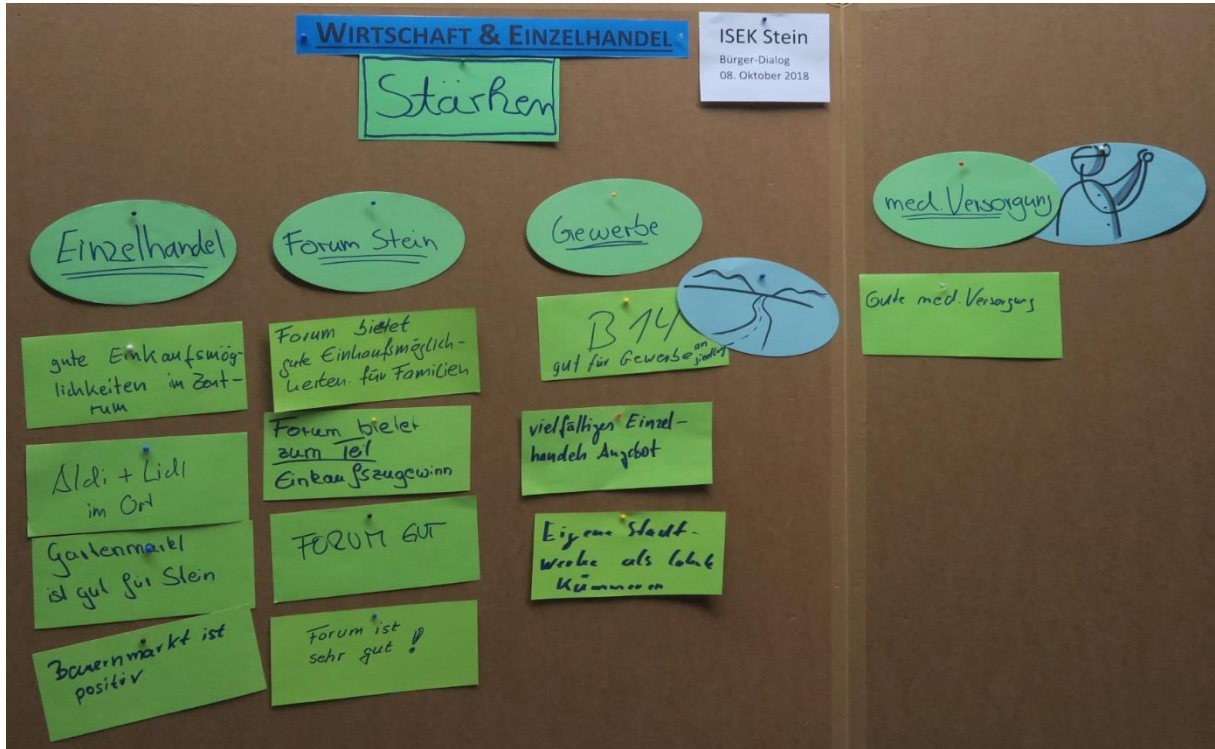 WIRTSCHAFT & EINZELHANDEL
ISEK Stein
Bürger-Dialog
08. Oktober 2018
Stärken
Einzelhandel
gute Einkaufsmög-
lichkeiten im Zent-
rum
Aldi + Lidl
im Ort
Gartenmarkt
ist gut für Stein
Bauernmarkt ist
positiv
Forum Stein
Forum bietet
gute Einkaufsmöglich-
keiten für Familien
Forum bietet
zum Teil
Einkaufszugewinn
FORUM GUT
Forum ist
sehr gut!
Gewerbe
B 14
gut für Gewerbean
siedlung
vielfältiges Einzel-
handels Angebot
Eigene Stadt-
werke als lokale
Kümmerer
med. Versorgung
Gute med. Versorgung